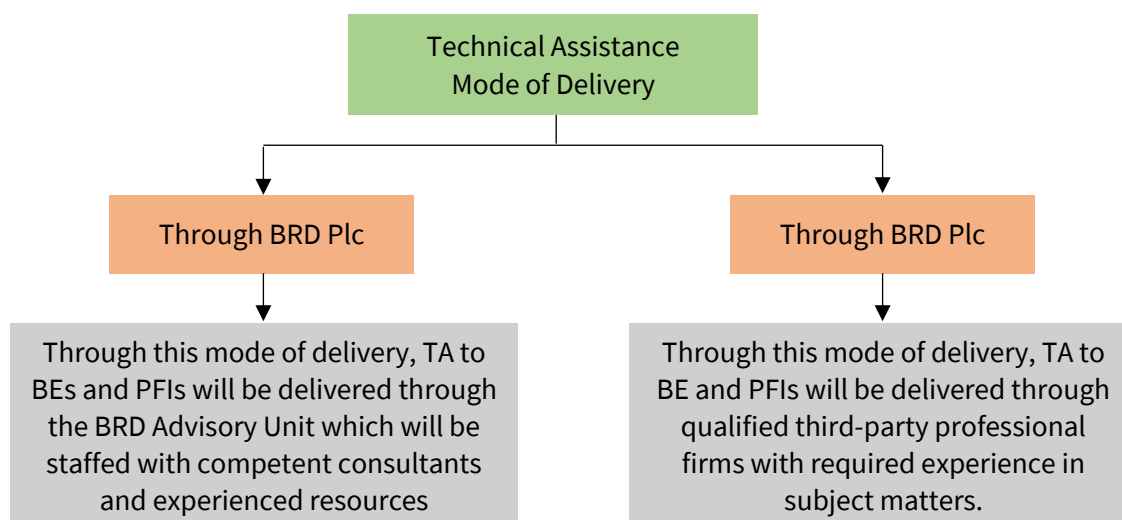 Technical Assistance
Mode of Delivery
Through BRD Plc
Through BRD Plc
Through this mode of delivery, TA to
BEs and PFIs will be delivered through
the BRD Advisory Unit which will be
staffed with competent consultants
and experienced resources
Through this mode of delivery, TA to
BE and PFIs will be delivered through
qualified third-party professional
firms with required experience in
subject matters.